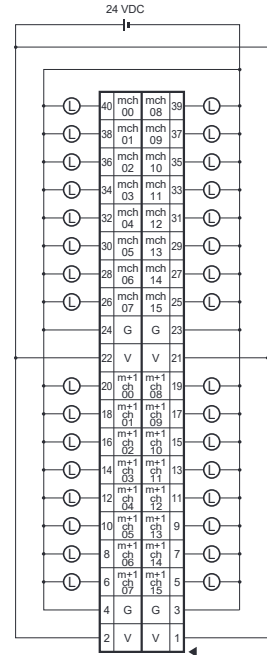 24 VDC
L 40 mch 00 mch 08 39 L
L 38 mch 01 mch 09 37 L
L 36 mch 02 mch 10 35 L
L 34 mch 03 mch 11 33 L
L 32 mch 04 mch 12 31 L
L 30 mch 05 mch 13 29 L
L 28 mch 06 mch 14 27 L
L 26 mch 07 mch 15 25 L
24 G G 23
22 V V 21
L 20 m+1 ch 00 m+1 ch 08 19 L
L 18 m+1 ch 01 m+1 ch 09 17 L
L 16 m+1 ch 02 m+1 ch 10 15 L
L 14 m+1 ch 03 m+1 ch 11 13 L
L 12 m+1 ch 04 m+1 ch 12 11 L
L 10 m+1 ch 05 m+1 ch 13 9 L
L 8 m+1 ch 06 m+1 ch 14 7 L
L 6 m+1 ch 07 m+1 ch 15 5 L
4 G G 3
2 V V 1